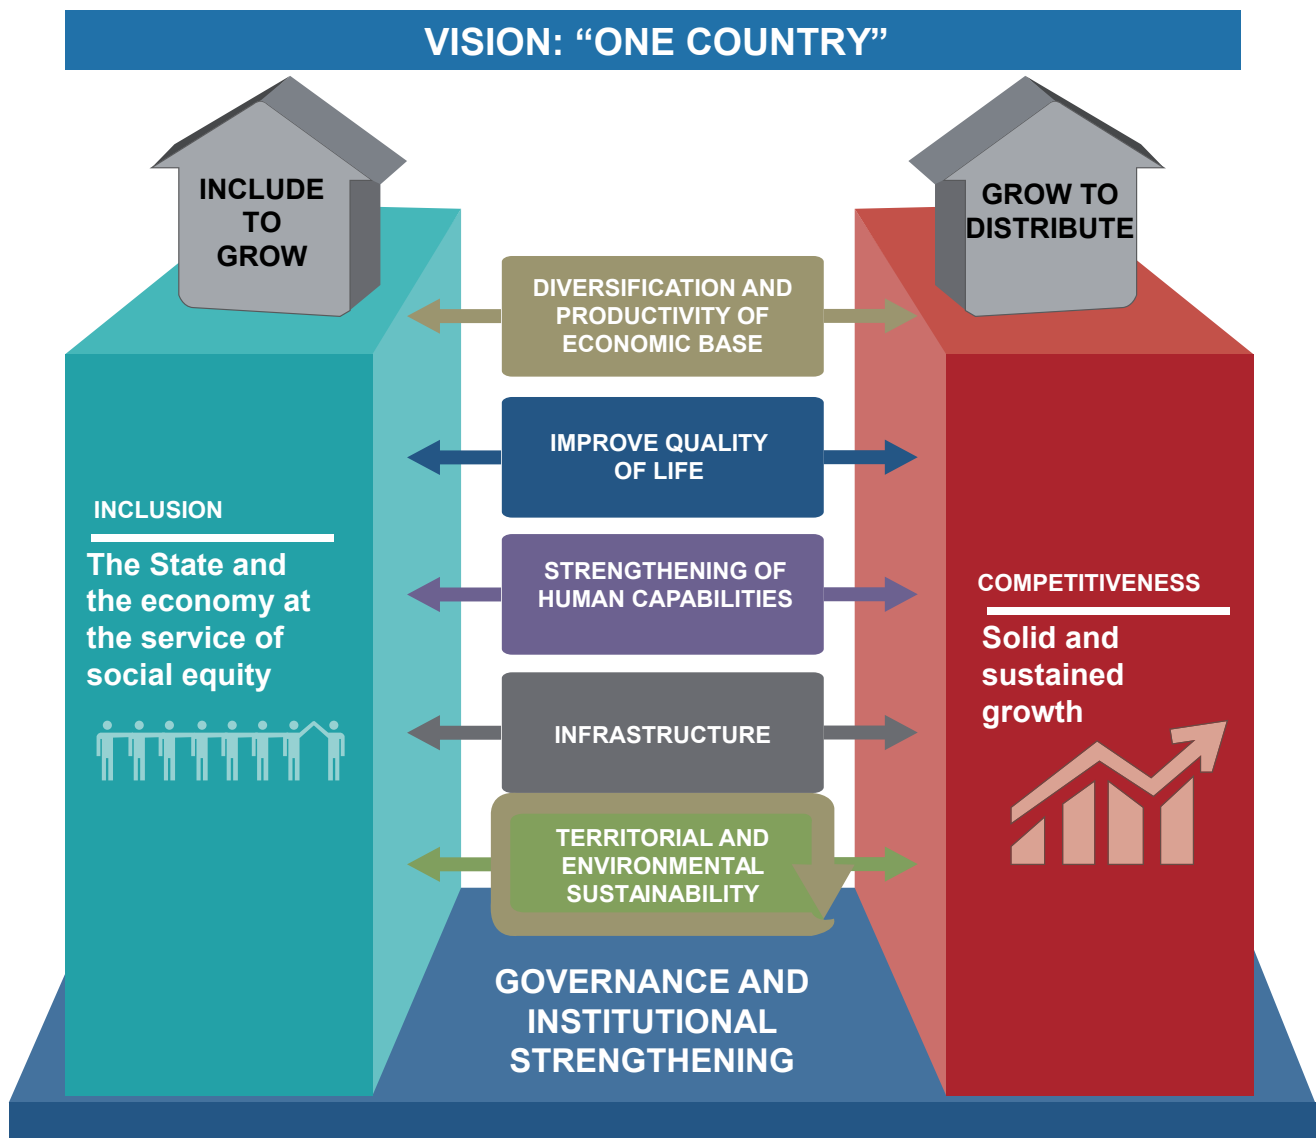 VISION: “ONE COUNTRY”
INCLUDE
TO
GROW
GROW TO
DISTRIBUTE
DIVERSIFICATION AND
PRODUCTIVITY OF
ECONOMIC BASE
IMPROVE QUALITY
OF LIFE
INCLUSION
The State and
the economy at
the service of
social equity
STRENGTHENING OF
HUMAN CAPABILITIES
COMPETITIVENESS
Solid and
sustained
growth
INFRASTRUCTURE
TERRITORIAL AND
ENVIRONMENTAL
SUSTAINABILITY
GOVERNANCE AND
INSTITUTIONAL
STRENGTHENING